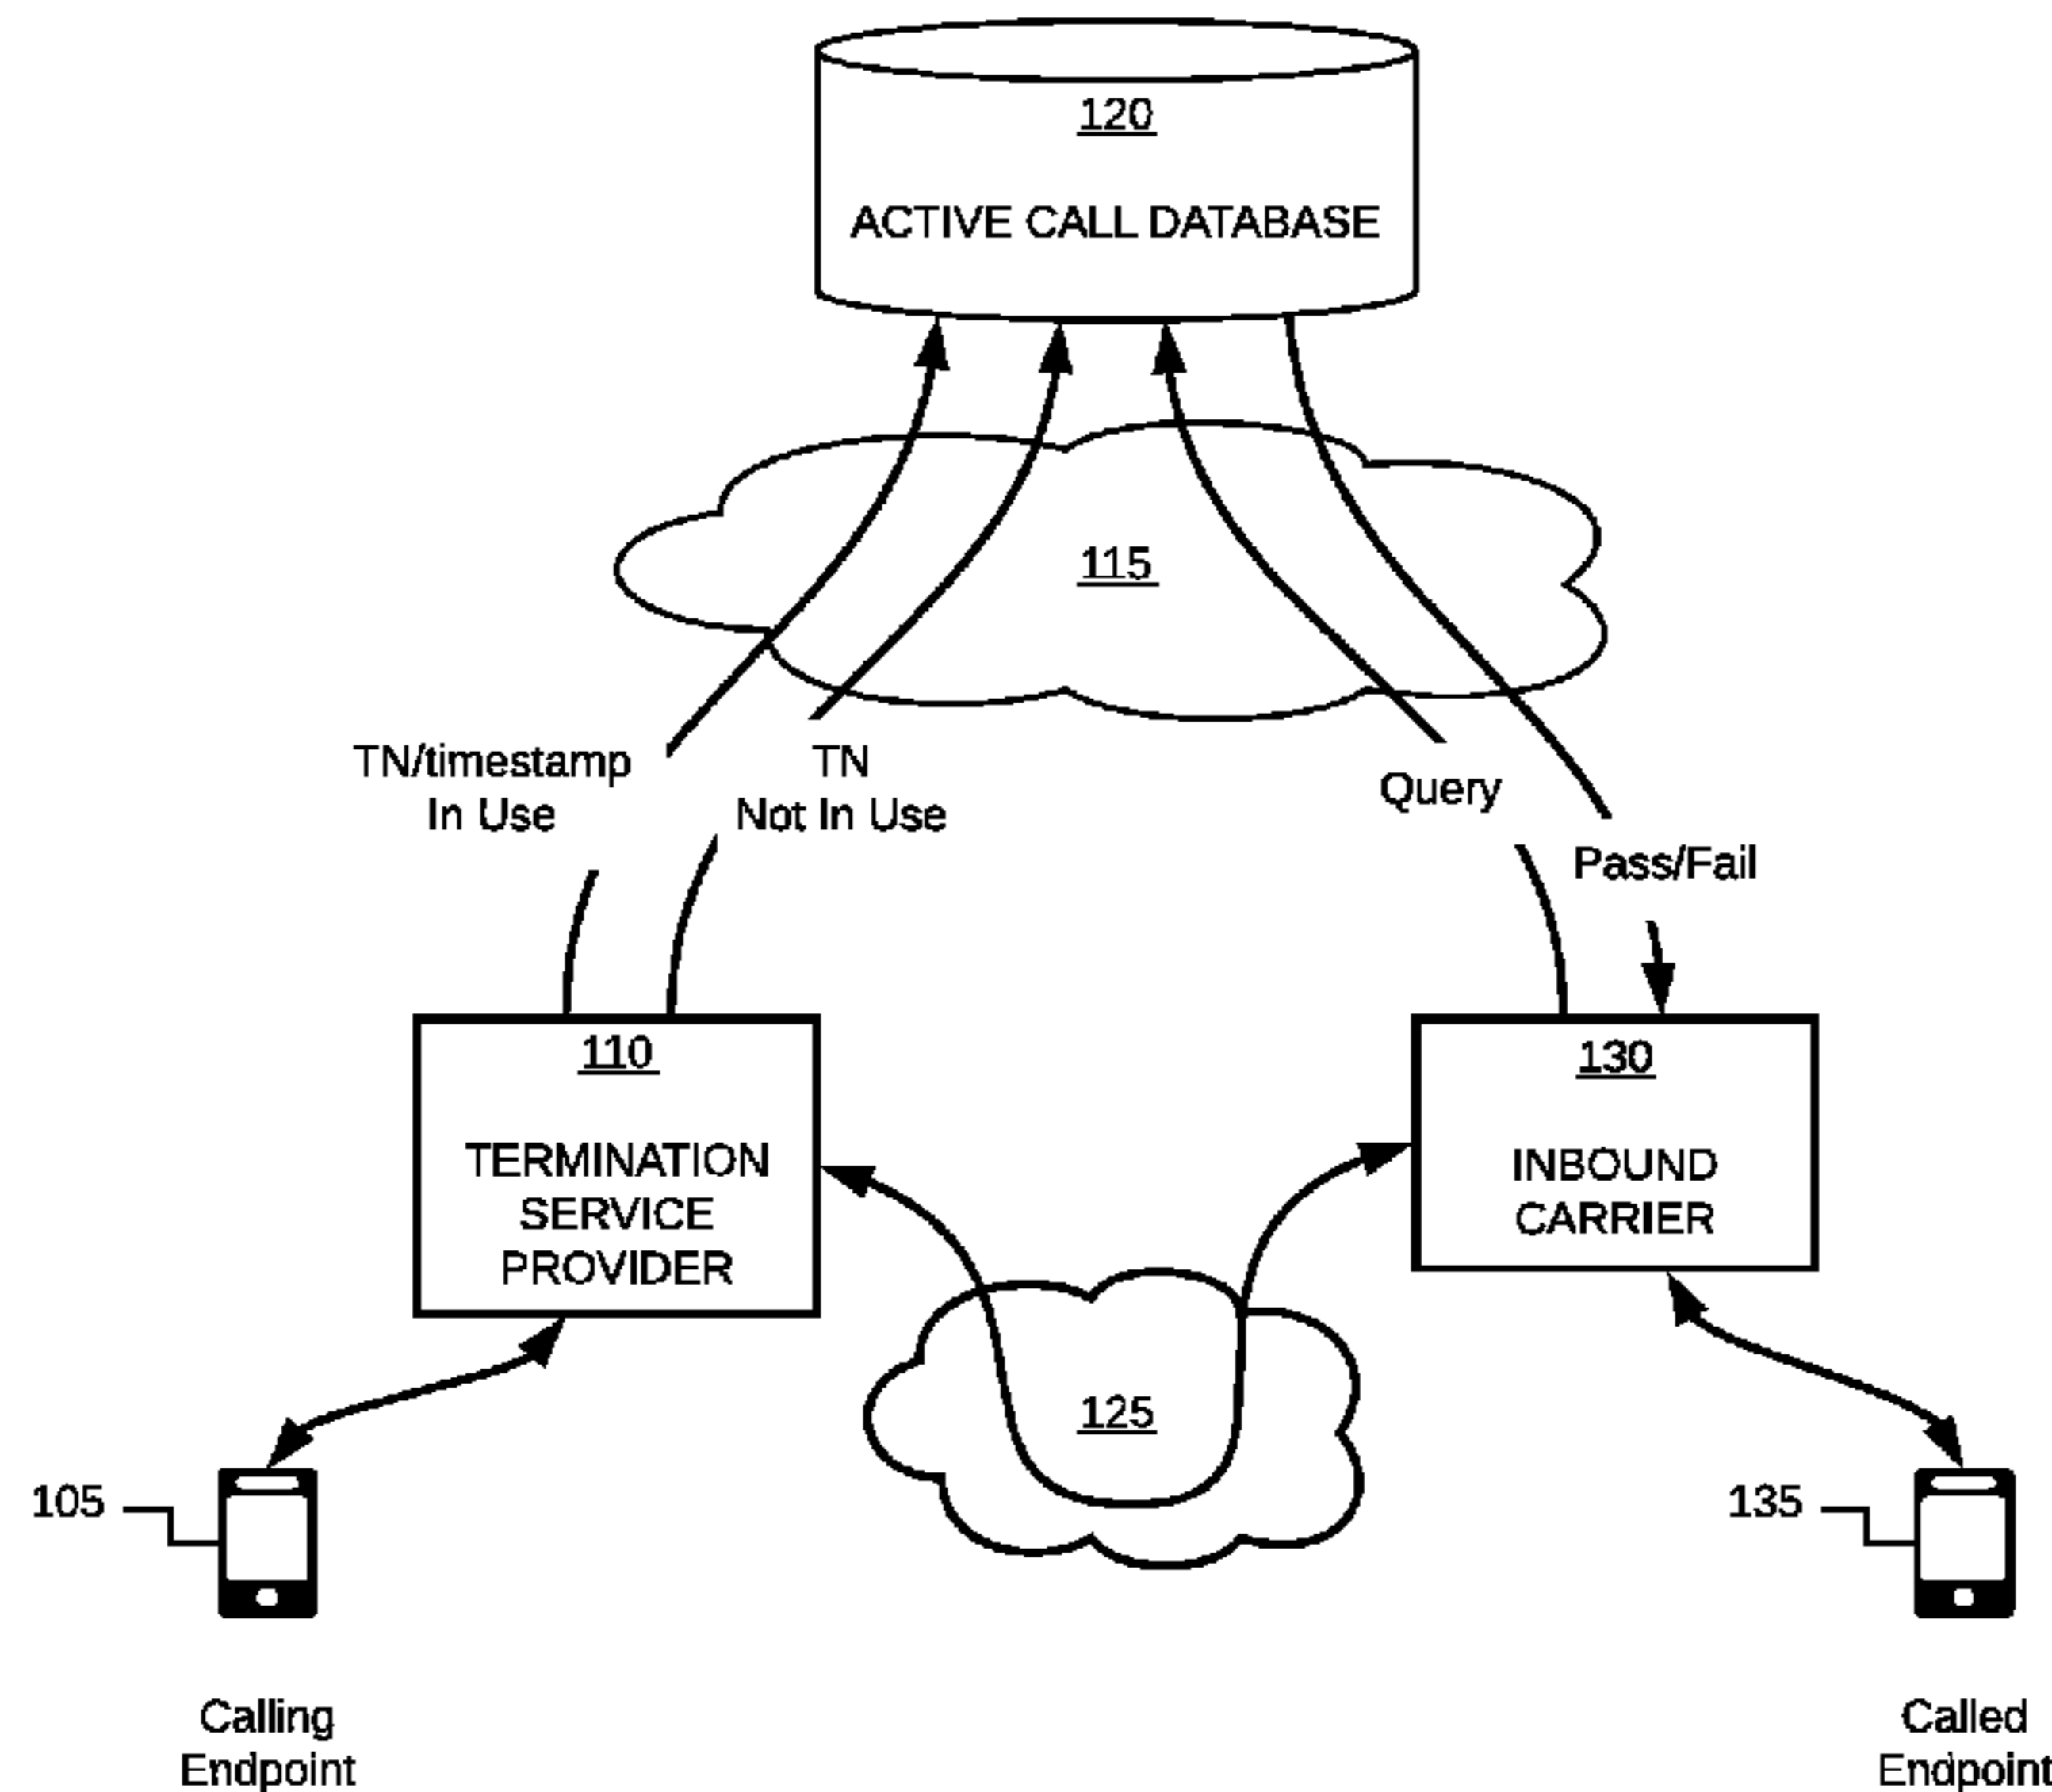 120
ACTIVE CALL DATABASE
115
TN/timestamp
In Use
TN
Not In Use
Query
Pass/Fail
110
TERMINATION
SERVICE
PROVIDER
130
INBOUND
CARRIER
125
105
135
Calling
Endpoint
Called
Endpoint